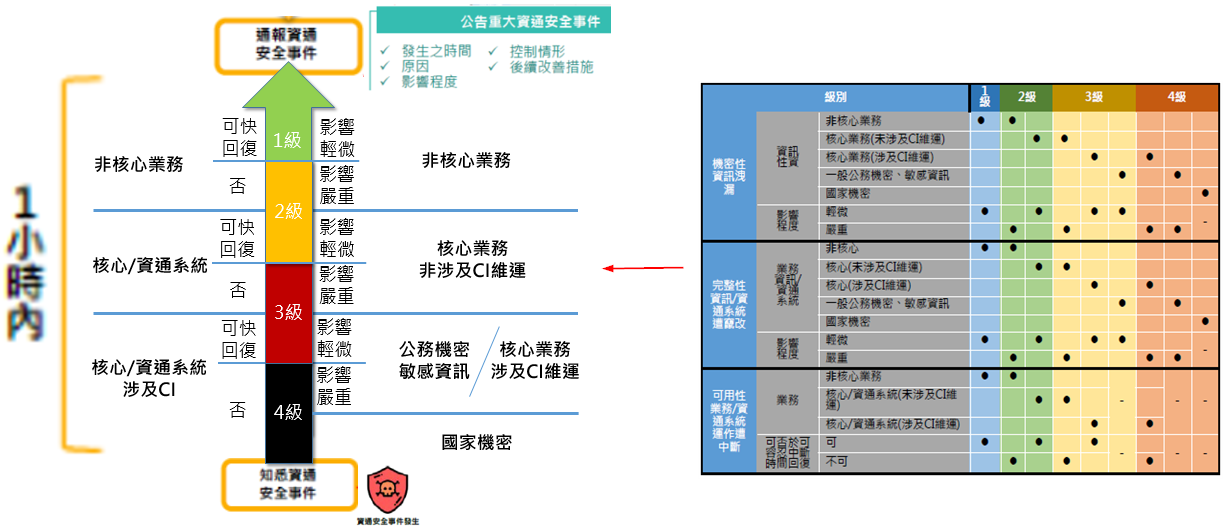 通報資通
安全事件
公告重大資通安全事件
✓ 發生之時間
✓ 控制情形
✓ 原因
✓ 後續改善措施
✓ 影響程度
1小時內
非核心業務
可快
回復
1級
影響
輕微
非核心業務
否
2級
影響
嚴重
核心/資通系統
可快
回復
影響
輕微
核心業務
非涉及CI維運
否
3級
影響
嚴重
核心/資通系統
涉及CI
可快
回復
影響
輕微
公務機密
敏感資訊
/
核心業務
涉及CI維運
否
4級
影響
嚴重
國家機密
知悉資通
安全事件
資通安全事件發生
級別
1
級
2級
3級
4級
機密性
資訊洩
漏
資訊
性質
非核心業務 ● ●
核心業務(未涉及CI維運) ● ●
核心業務(涉及CI維運) ● ●
一般公務機密、敏感資訊 ● ●
國家機密 ●
影響
程度
輕微 ● ● ● ●
-
嚴重 ● ● ● ●
完整性
資訊/資
通系統
遭竄改
業務
資訊/
資通
系統
非核心 ● ●
核心(未涉及CI維運) ● ●
核心(涉及CI維運) ● ●
一般公務機密、敏感資訊 ● ●
國家機密 ●
影響
程度
輕微 ● ● ● ●
-
嚴重 ● ● ● ●
可用性
業務/資
通系統
運作遭
中斷
業務
非核心業務 ● ●
核心/資通系統(未涉及CI維
運) ● ● - - -
核心/資通系統(涉及CI維運) ● ●
可否於可
容忍中斷
時間回復
可 ● ● ●
- - -
不可 ● ● ●